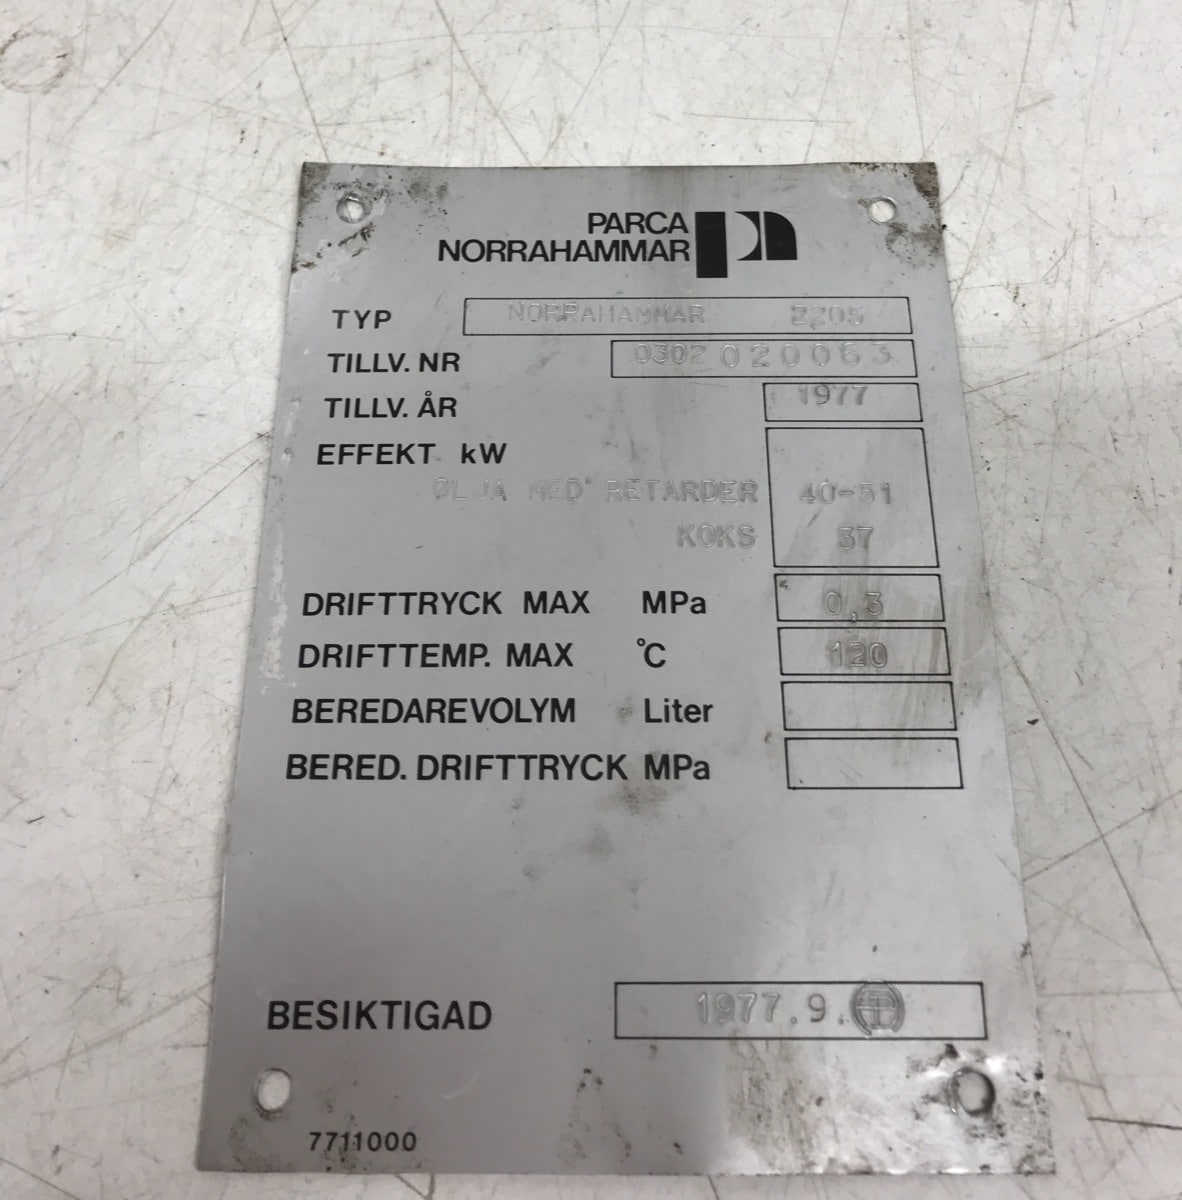 PARCA
NORRAHAMMAR
TYP NORRAHAMMAR 2205
TILLV. NR 0302 020063
TILLV. ÅR 1977
EFFEKT kW
OLJA MED RETARDER 40-51
KOKS 37
DRIFTTRYCK MAX MPa 0,3
DRIFTTEMP. MAX °C 120
BEREDAREVOLYM Liter
BERED. DRIFTTRYCK MPa
BESIKTIGAD 1977.9.
7711000